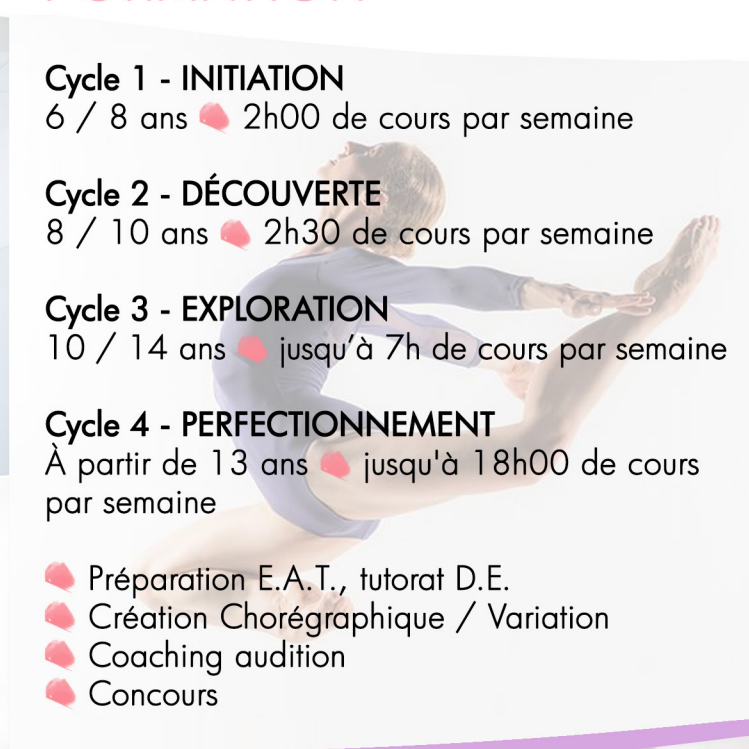 Cycle 1 - INITIATION
6 / 8 ans 2h00 de cours par semaine
Cycle 2 - DÉCOUVERTE
8 / 10 ans 2h30 de cours par semaine
Cycle 3 - EXPLORATION
10 / 14 ans jusqu’à 7h de cours par semaine
Cycle 4 - PERFECTIONNEMENT
À partir de 13 ans jusqu'à 18h00 de cours
par semaine
Préparation E.A.T., tutorat D.E.
Création Chorégraphique / Variation
Coaching audition
Concours